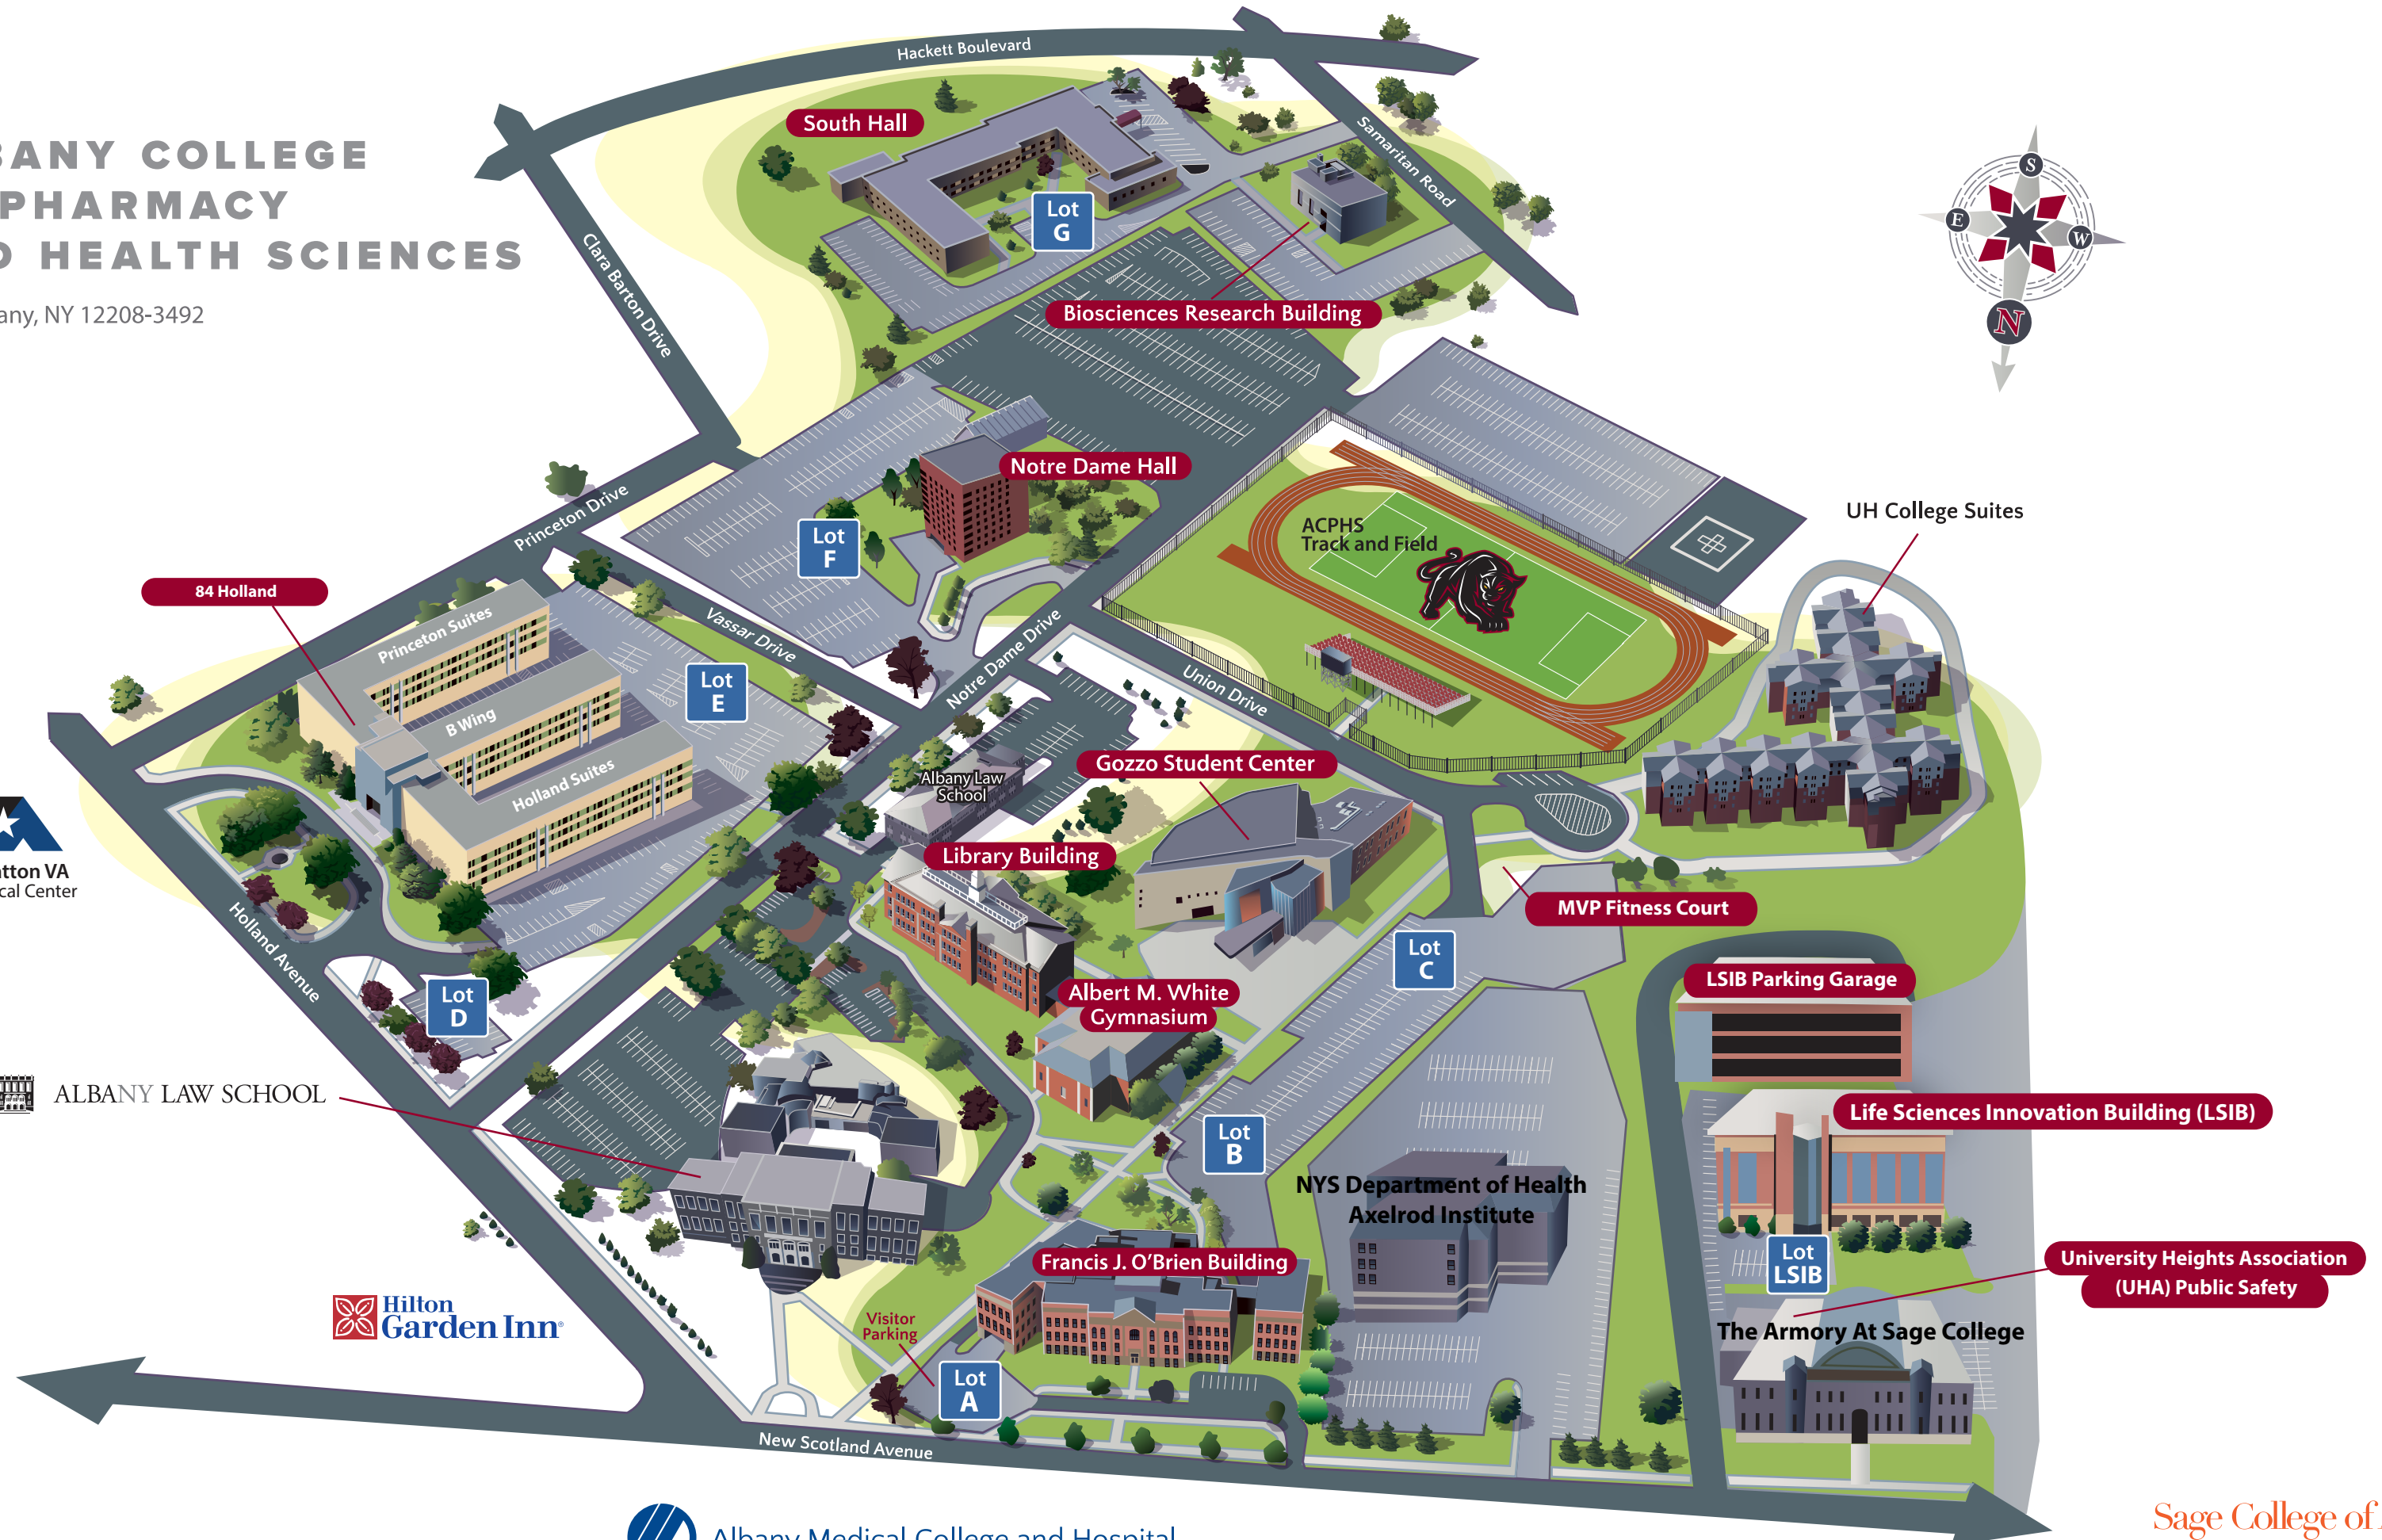 BANY COLLEGE
PHARMACY
D HEALTH SCIENCES
any, NY 12208-3492
Hackett Boulevard
Samaritan Road
South Hall
Lot
G
Clara Barton Drive
Biosciences Research Building
S
E
W
N
Notre Dame Hall
Princeton Drive
Lot
F
ACPHS
Track and Field
UH College Suites
84 Holland
Princeton Suites
B Wing
Holland Suites
Vassar Drive
Lot
E
Notre Dame Drive
Union Drive
Albany Law
School
Gozzo Student Center
Library Building
tton VA
cal Center
Holland Avenue
Lot
D
MVP Fitness Court
Lot
C
LSIB Parking Garage
Albert M. White
Gymnasium
ALBANY LAW SCHOOL
Life Sciences Innovation Building (LSIB)
Lot
B
NYS Department of Health
Axelrod Institute
Francis J. O'Brien Building
Lot
LSIB
University Heights Association
(UHA) Public Safety
Hilton
Garden Inn
Visitor
Parking
The Armory At Sage College
Lot
A
New Scotland Avenue
Albany Medical College and Hospital
Sage College of